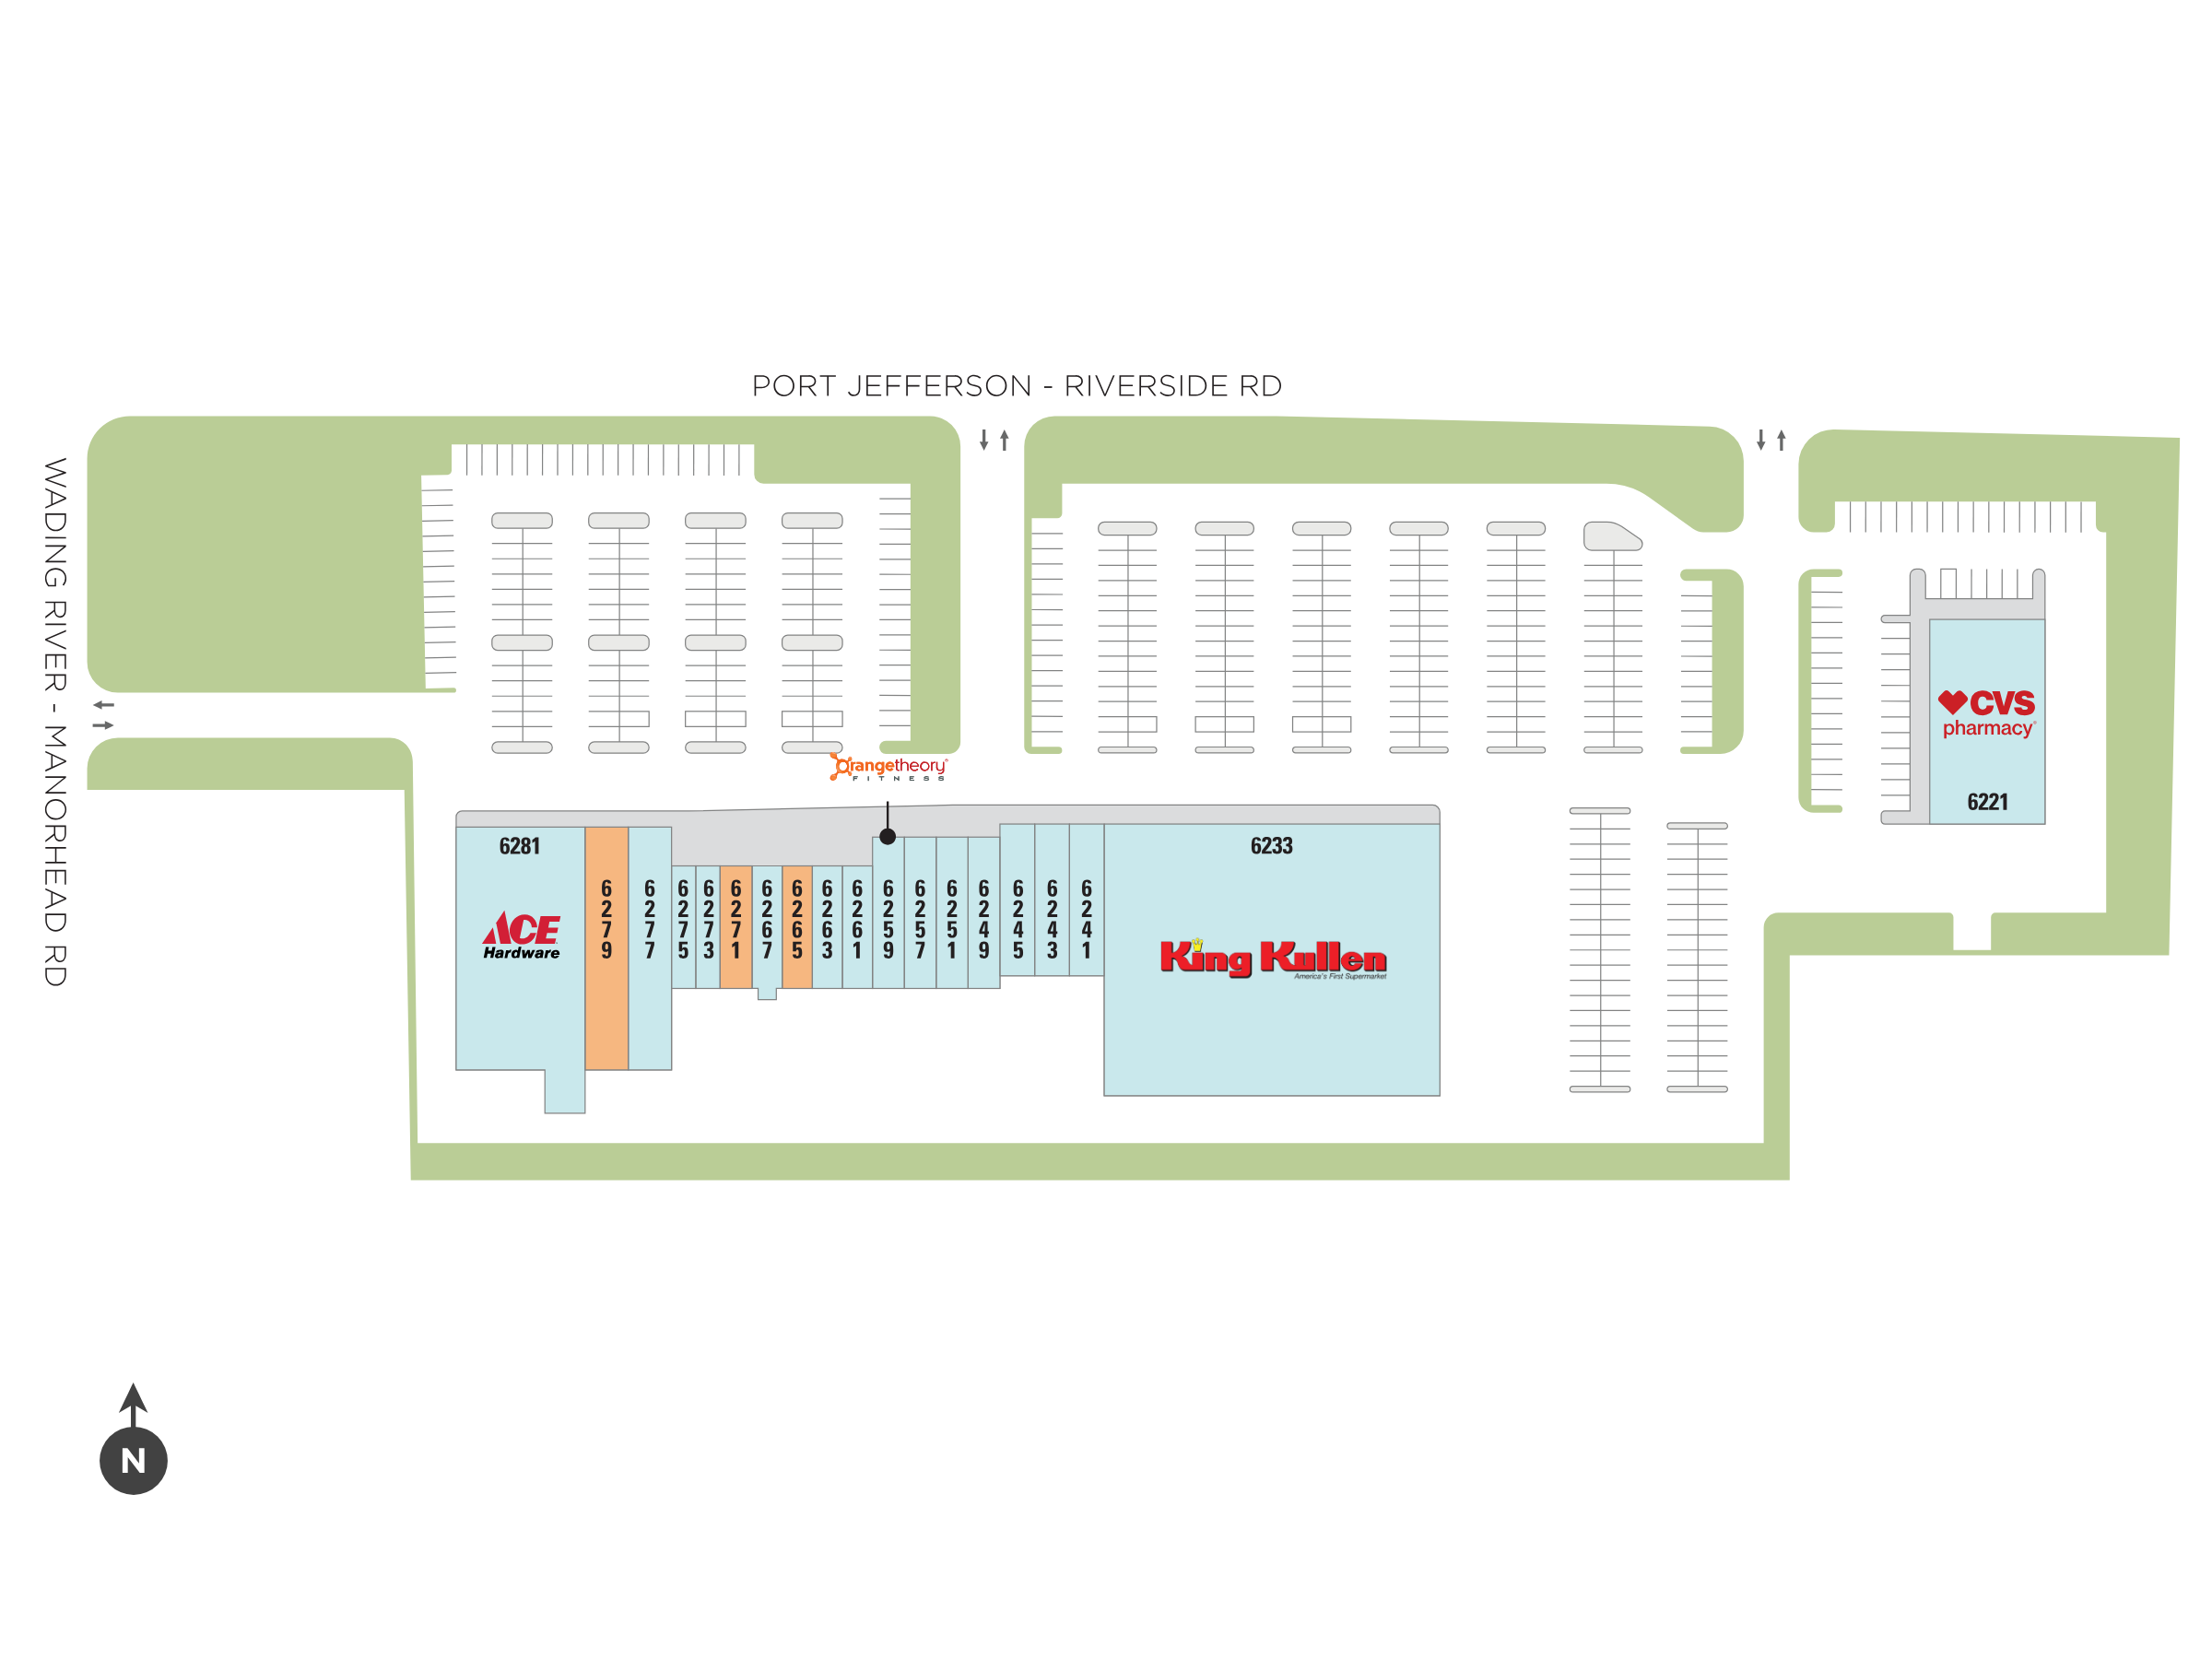 PORT JEFFERSON - RIVERSIDE RD
WADING RIVER - MANORHEAD RD
Orangetheory®
FITNESS
6281
ACE
Hardware
6279
6277
6275
6273
6271
6267
6265
6263
6261
6259
6257
6251
6249
6245
6243
6241
6233
King Kullen
America's First Supermarket
CVS
pharmacy®
6221
N